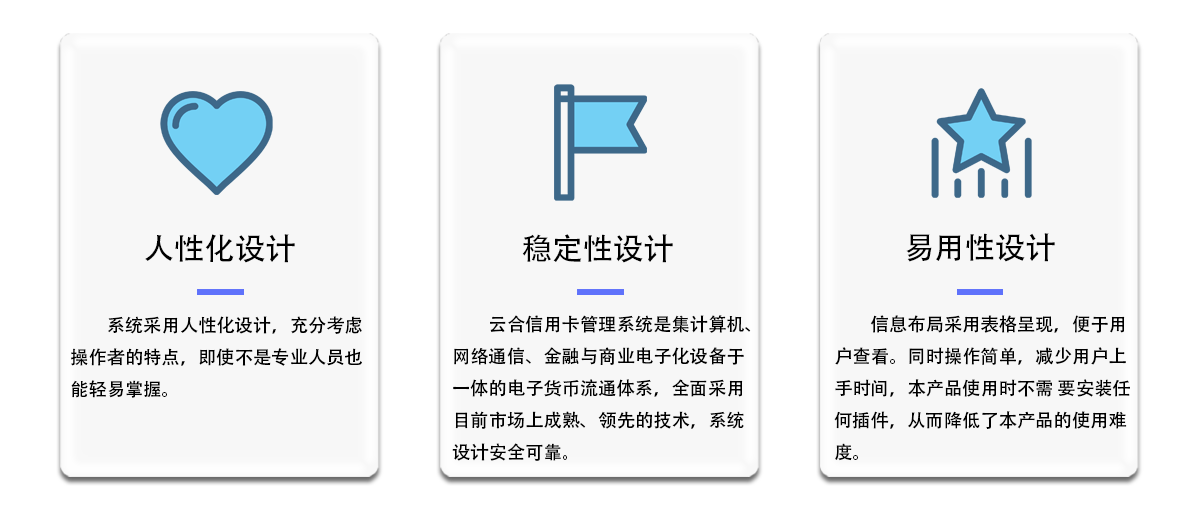 人性化设计
系统采用人性化设计，充分考虑
操作者的特点，即使不是专业人员也
能轻易掌握。
稳定性设计
云合信用卡管理系统是集计算机、
网络通信、金融与商业电子化设备于
一体的电子货币流通体系，全面采用
目前市场上成熟、领先的技术，系统
设计安全可靠。
易用性设计
信息布局采用表格呈现，便于用
户查看。同时操作简单，减少用户上
手时间，本产品使用时不需 要安装任
何插件，从而降低了本产品的使用难
度。